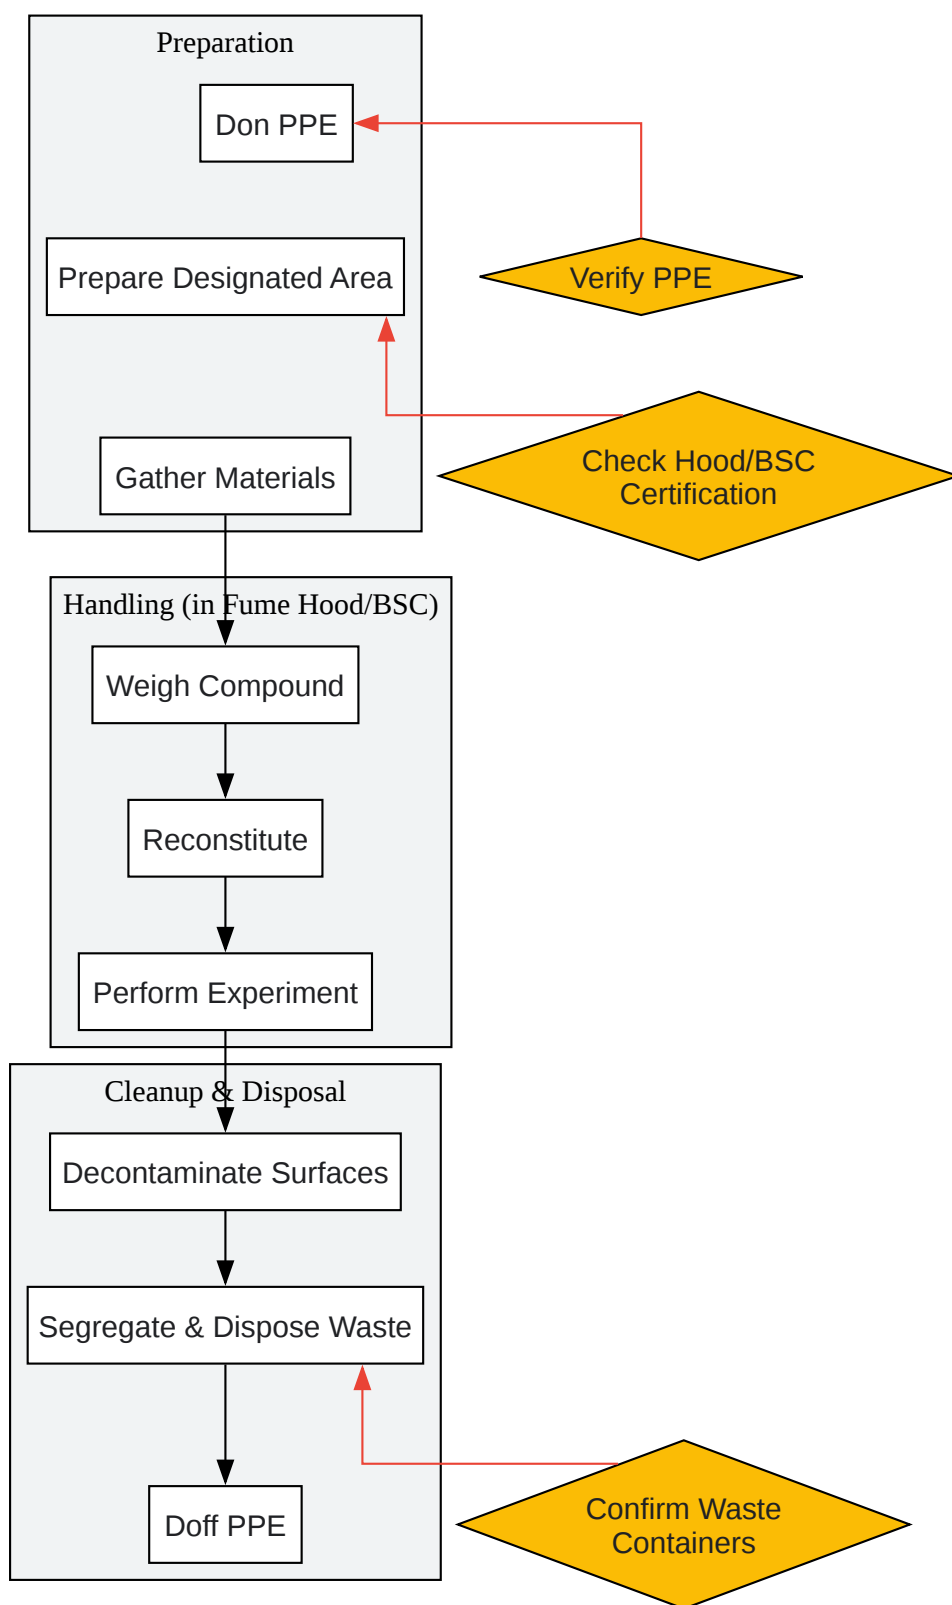 Preparation
Don PPE
Prepare Designated Area
Verify PPE
Check Hood/BSC
Certification
Gather Materials
Handling (in Fume Hood/BSC)
Weigh Compound
Reconstitute
Perform Experiment
Cleanup & Disposal
Decontaminate Surfaces
Segregate & Dispose Waste
Confirm Waste
Containers
Doff PPE